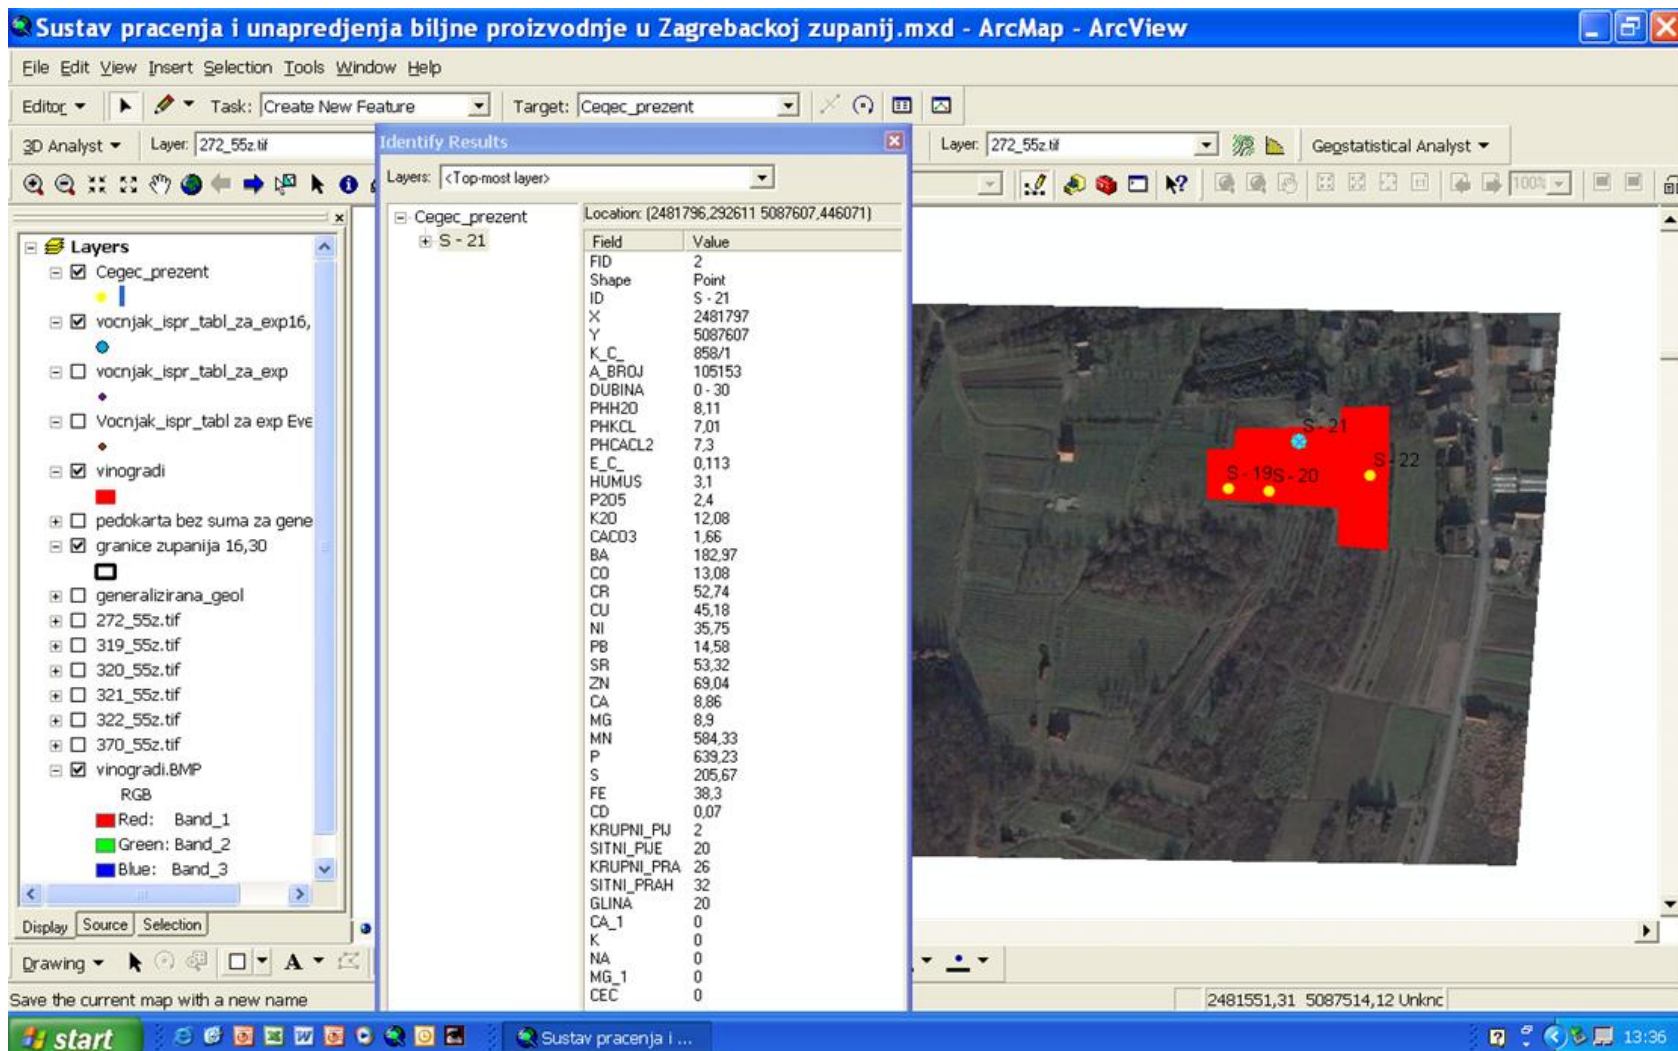 Sustav pracenja i unapredjenja biljne proizvodnje u Zagrebackoj zupanij.mxd - ArcMap - ArcView
File Edit View Insert Selection Tools Window Help
Editor Task: Create New Feature Target: Cegec_prezent
3D Analyst Layer: 272_55z.tif Layer: 272_55z.tif Geostatistical Analyst
100%
Layers
Cegec_prezent
vocnjak_ispr_tabl_za_exp16,
vocnjak_ispr_tabl_za_exp
Vocnjak_ispr_tabl za exp Eve
vinogradi
pedokarta bez suma za gene
granice zupanija 16,30
generalizirana_geol
272_55z.tif
319_55z.tif
320_55z.tif
321_55z.tif
322_55z.tif
370_55z.tif
vinogradi.BMP
RGB
Red: Band_1
Green: Band_2
Blue: Band_3
Display Source Selection
Identify Results
Layers: <Top-most layer>
Cegec_prezent
S - 21
Location: (2481796,292611 5087607,446071)
Field Value
FID 2
Shape Point
ID S - 21
X 2481797
Y 5087607
K_C_ 858/1
A_BROJ 105153
DUBINA 0 - 30
PHH2O 8,11
PHKCL 7,01
PHCACL2 7,3
E_C_ 0,113
HUMUS 3,1
P2O5 2,4
K2O 12,08
CACO3 1,66
BA 182,97
CO 13,08
CR 52,74
CU 45,18
NI 35,75
PB 14,58
SR 53,32
ZN 69,04
CA 8,86
MG 8,9
MN 584,33
P 639,23
S 205,67
FE 38,3
CD 0,07
KRUPNI_PIJ 2
SITNI_PIJE 20
KRUPNI_PRA 26
SITNI_PRAH 32
GLINA 20
CA_1 0
K 0
NA 0
MG_1 0
CEC 0
S - 21
S - 22
S - 19 S - 20
Drawing A
Save the current map with a new name 2481551,31 5087514,12 Unknc
start Sustav pracenja i ... 13:36